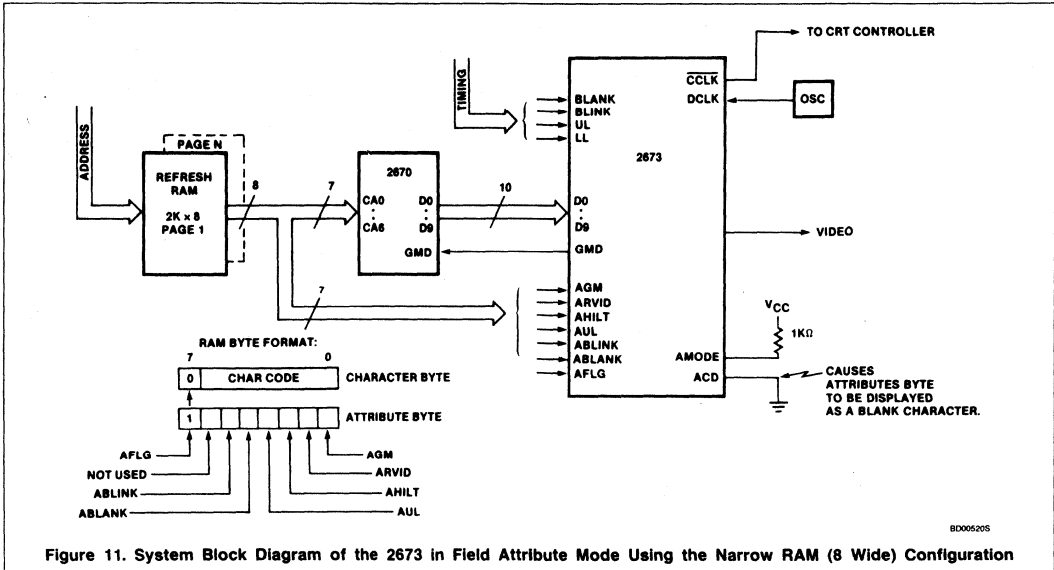 TO CRT CONTROLLER
CCLK
DCLK
OSC
ADDRESS
TIMING
BLANK
BLINK
UL
LL
2673
PAGE N
REFRESH
RAM
2K × 8
PAGE 1
8
7
2670
CA0
CA6
D0
D9
GMD
10
D0
D9
GMD
VIDEO
7
AGM
ARVID
AHILT
AUL
ABLINK
ABLANK
AFLG
AMODE
ACD
VCC
1KΩ
CAUSES
ATTRIBUTES BYTE
TO BE DISPLAYED
AS A BLANK CHARACTER.
RAM BYTE FORMAT:
7 0
0 CHAR CODE CHARACTER BYTE
1 ATTRIBUTE BYTE
AFLG
NOT USED
ABLINK
ABLANK
AGM
ARVID
AHILT
AUL
BD00520S
Figure 11. System Block Diagram of the 2673 in Field Attribute Mode Using the Narrow RAM (8 Wide) Configuration